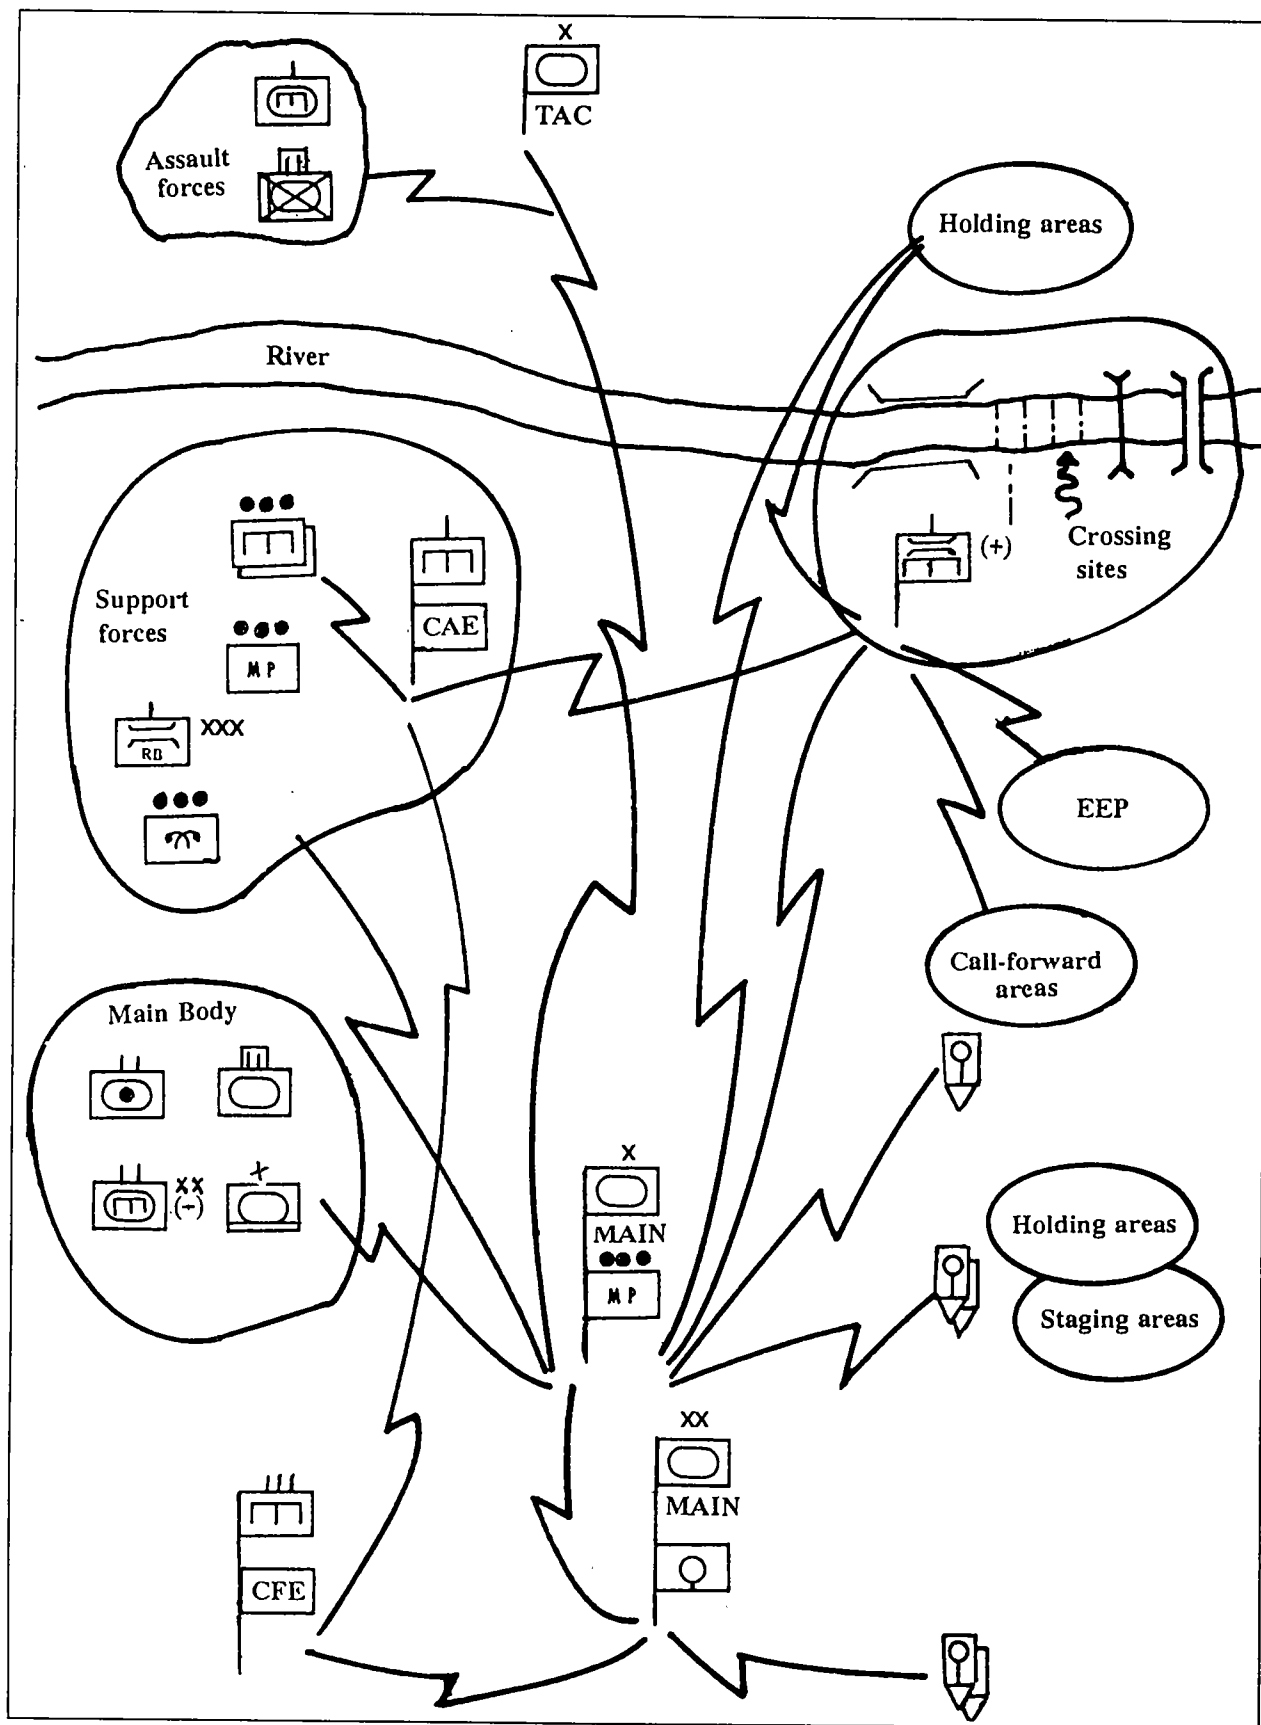 X
TAC
Assault
forces
Holding areas
River
(+)
Crossing
sites
CAE
Support
forces
MP
XXX
RB
EEP
Call-forward
areas
Main Body
XX
(-)
X
X
MAIN
MP
Holding areas
Staging areas
XX
MAIN
CFE